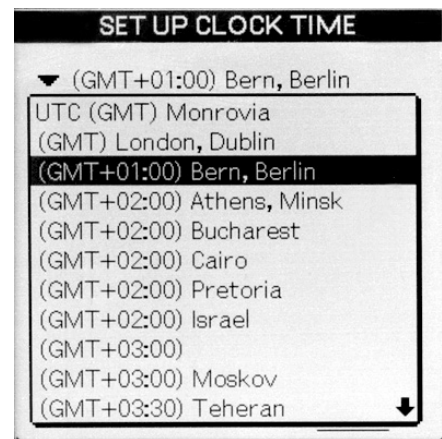 SET UP CLOCK TIME
(GMT+01:00) Bern, Berlin
UTC (GMT) Monrovia
(GMT) London, Dublin
(GMT+01:00) Bern, Berlin
(GMT+02:00) Athens, Minsk
(GMT+02:00) Bucharest
(GMT+02:00) Cairo
(GMT+02:00) Pretoria
(GMT+02:00) Israel
(GMT+03:00)
(GMT+03:00) Moskov
(GMT+03:30) Teheran